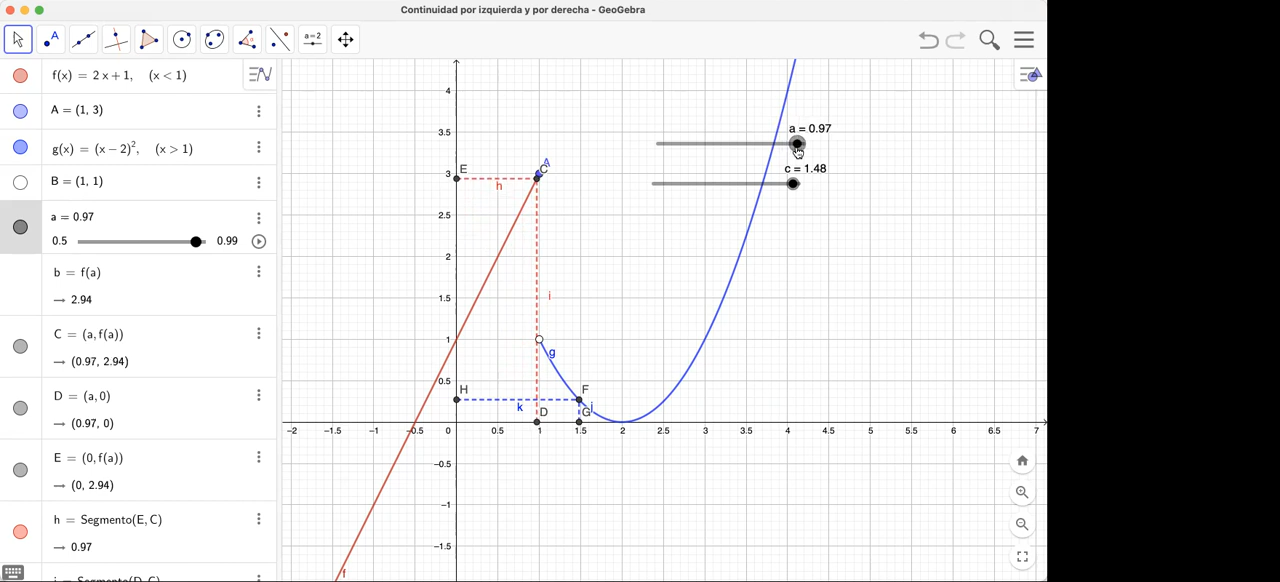 Continuidad por izquierda y por derecha - GeoGebra
A
a=2
f(x) = 2 x + 1, (x < 1)
A = (1, 3)
g(x) = (x − 2)², (x > 1)
B = (1, 1)
a = 0.97
0.5 0.99
b = f(a)
→ 2.94
C = (a, f(a))
→ (0.97, 2.94)
D = (a, 0)
→ (0.97, 0)
E = (0, f(a))
→ (0, 2.94)
h = Segmento(E, C)
→ 0.97
i = Segmento(D, C)
4
3.5
3
2.5
2
1.5
1
0.5
0
−0.5
−1
−1.5
−2 −1.5 −1 −0.5 0.5 1 1.5 2 2.5 3 3.5 4 4.5 5 5.5 6 6.5 7
a = 0.97
c = 1.48
E
A
C
h
i
g
H
F
k
j
D
G
f